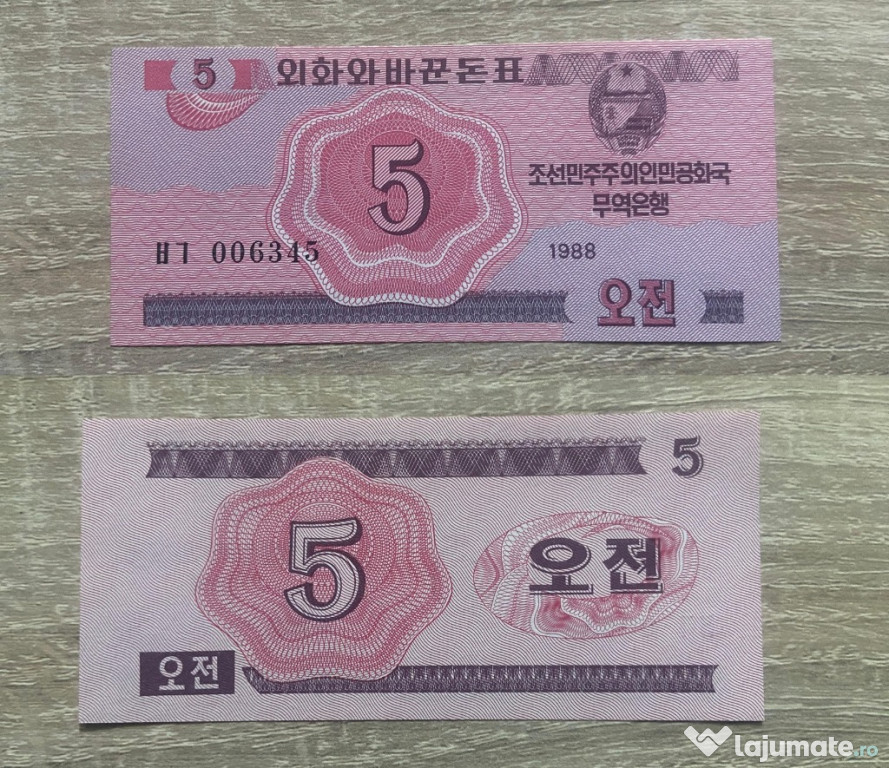 5 외화와바꾼돈표
5
조선민주주의인민공화국
무역은행
ㅂㄱ 006345
1988
오전
5
5
오전
오전
lajumate.ro